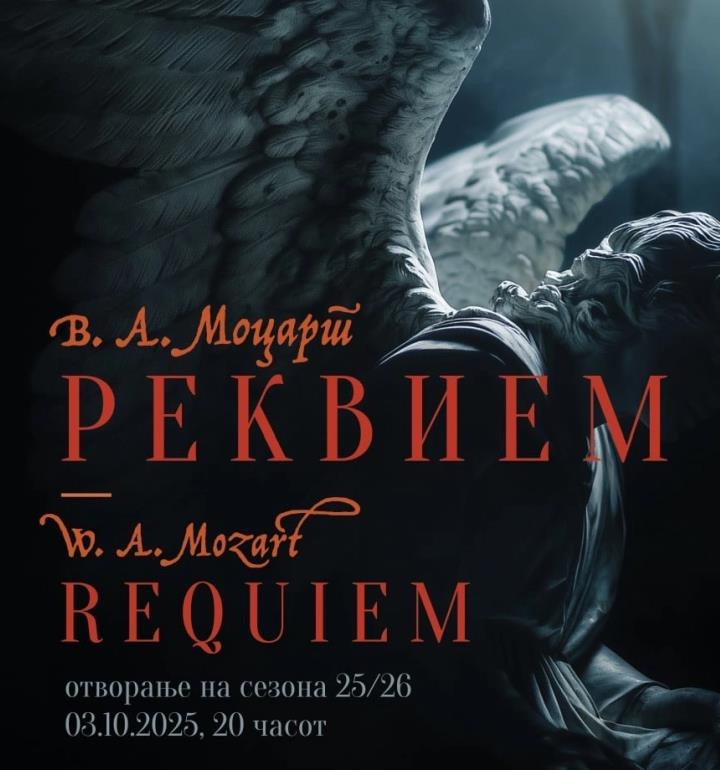 В. А. Моцарт
РЕКВИЕМ
W. A. Mozart
REQUIEM
отворање на сезона 25/26
03.10.2025, 20 часот